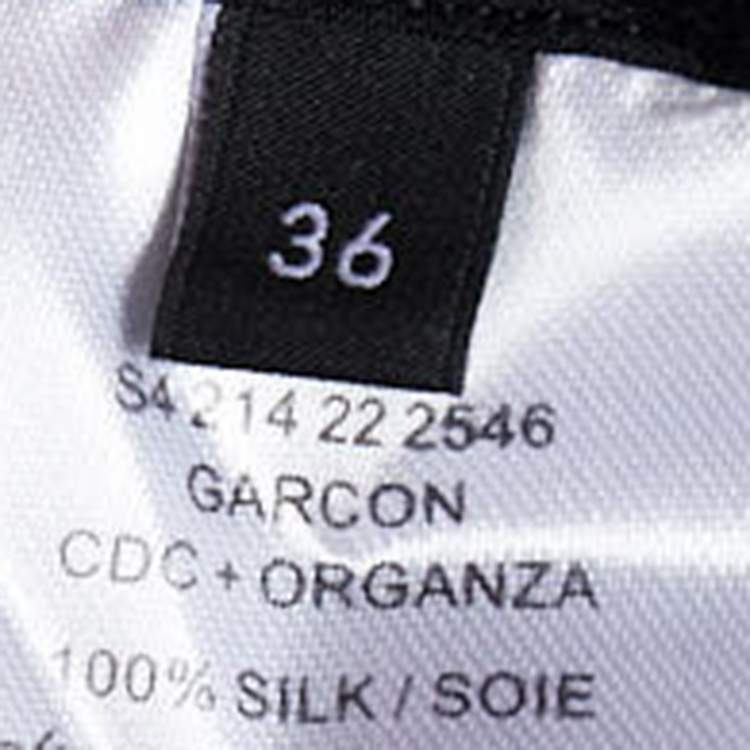 36
S4 214 22 2546
GARCON
CDC + ORGANZA
100% SILK / SOIE